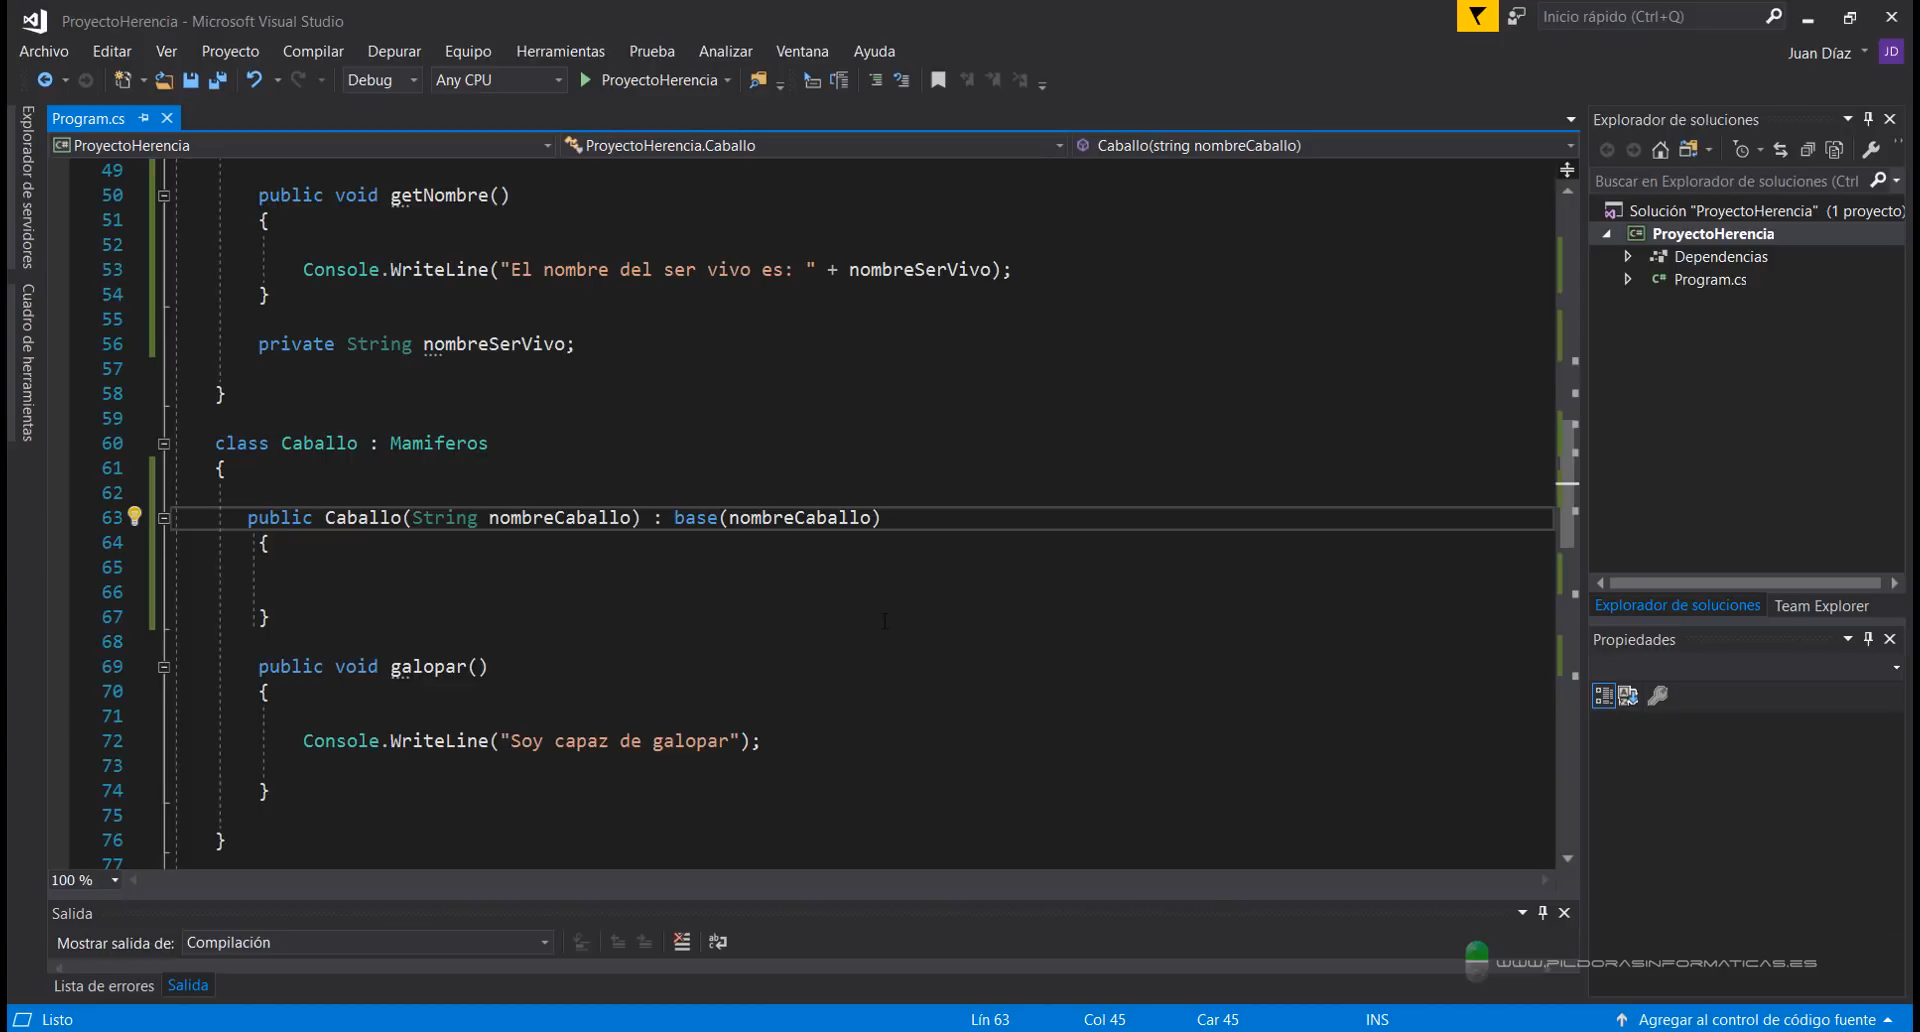 ProyectoHerencia - Microsoft Visual Studio
Inicio rápido (Ctrl+Q)
Archivo Editar Ver Proyecto Compilar Depurar Equipo Herramientas Prueba Analizar Ventana Ayuda
Juan Díaz JD
Debug Any CPU ProyectoHerencia
Explorador de servidores
Cuadro de herramientas
Program.cs
ProyectoHerencia ProyectoHerencia.Caballo Caballo(string nombreCaballo)
49
50 public void getNombre()
51 {
52
53 Console.WriteLine("El nombre del ser vivo es: " + nombreSerVivo);
54 }
55
56 private String nombreSerVivo;
57
58 }
59
60 class Caballo : Mamiferos
61 {
62
63 public Caballo(String nombreCaballo) : base(nombreCaballo)
64 {
65
66
67 }
68
69 public void galopar()
70 {
71
72 Console.WriteLine("Soy capaz de galopar");
73
74 }
75
76 }
77
100 %
Explorador de soluciones
Buscar en Explorador de soluciones (Ctrl
Solución "ProyectoHerencia" (1 proyecto)
ProyectoHerencia
Dependencias
C# Program.cs
Explorador de soluciones Team Explorer
Propiedades
Salida
Mostrar salida de: Compilación
Lista de errores Salida
WWW.PILDORASINFORMATICAS.ES
Listo Lín 63 Col 45 Car 45 INS Agregar al control de código fuente